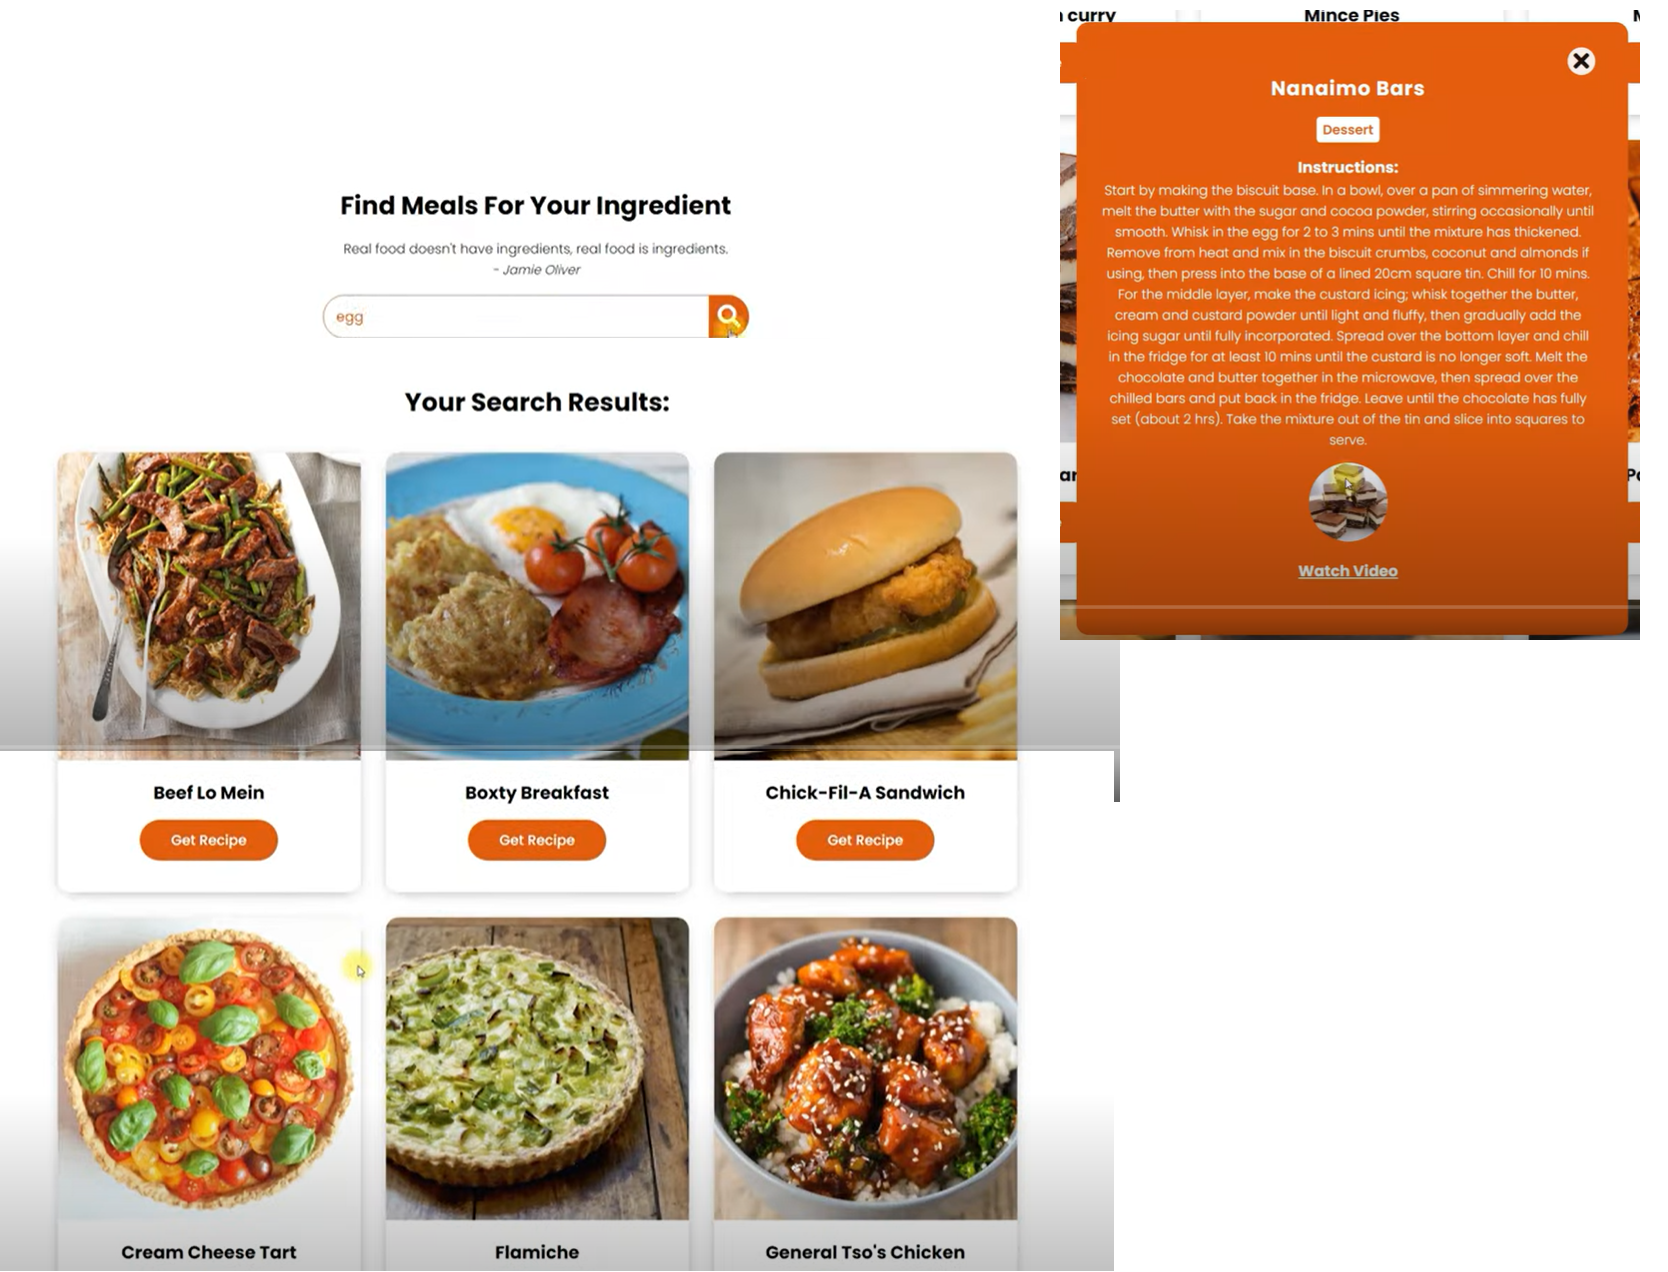 Find Meals For Your Ingredient
Real food doesn't have ingredients, real food is ingredients.
- Jamie Oliver
egg
Your Search Results:
Beef Lo Mein
Boxty Breakfast
Chick-Fil-A Sandwich
Get Recipe
Get Recipe
Get Recipe
Cream Cheese Tart
Flamiche
General Tso's Chicken
curry
Mince Pies
Nanaimo Bars
Dessert
Instructions:
Start by making the biscuit base. In a bowl, over a pan of simmering water,
melt the butter with the sugar and cocoa powder, stirring occasionally until
smooth. Whisk in the egg for 2 to 3 mins until the mixture has thickened.
Remove from heat and mix in the biscuit crumbs, coconut and almonds if
using, then press into the base of a lined 20cm square tin. Chill for 10 mins.
For the middle layer, make the custard icing; whisk together the butter,
cream and custard powder until light and fluffy, then gradually add the
icing sugar until fully incorporated. Spread over the bottom layer and chill
in the fridge for at least 10 mins until the custard is no longer soft. Melt the
chocolate and butter together in the microwave, then spread over the
chilled bars and put back in the fridge. Leave until the chocolate has fully
set (about 2 hrs). Take the mixture out of the tin and slice into squares to
serve.
Watch Video